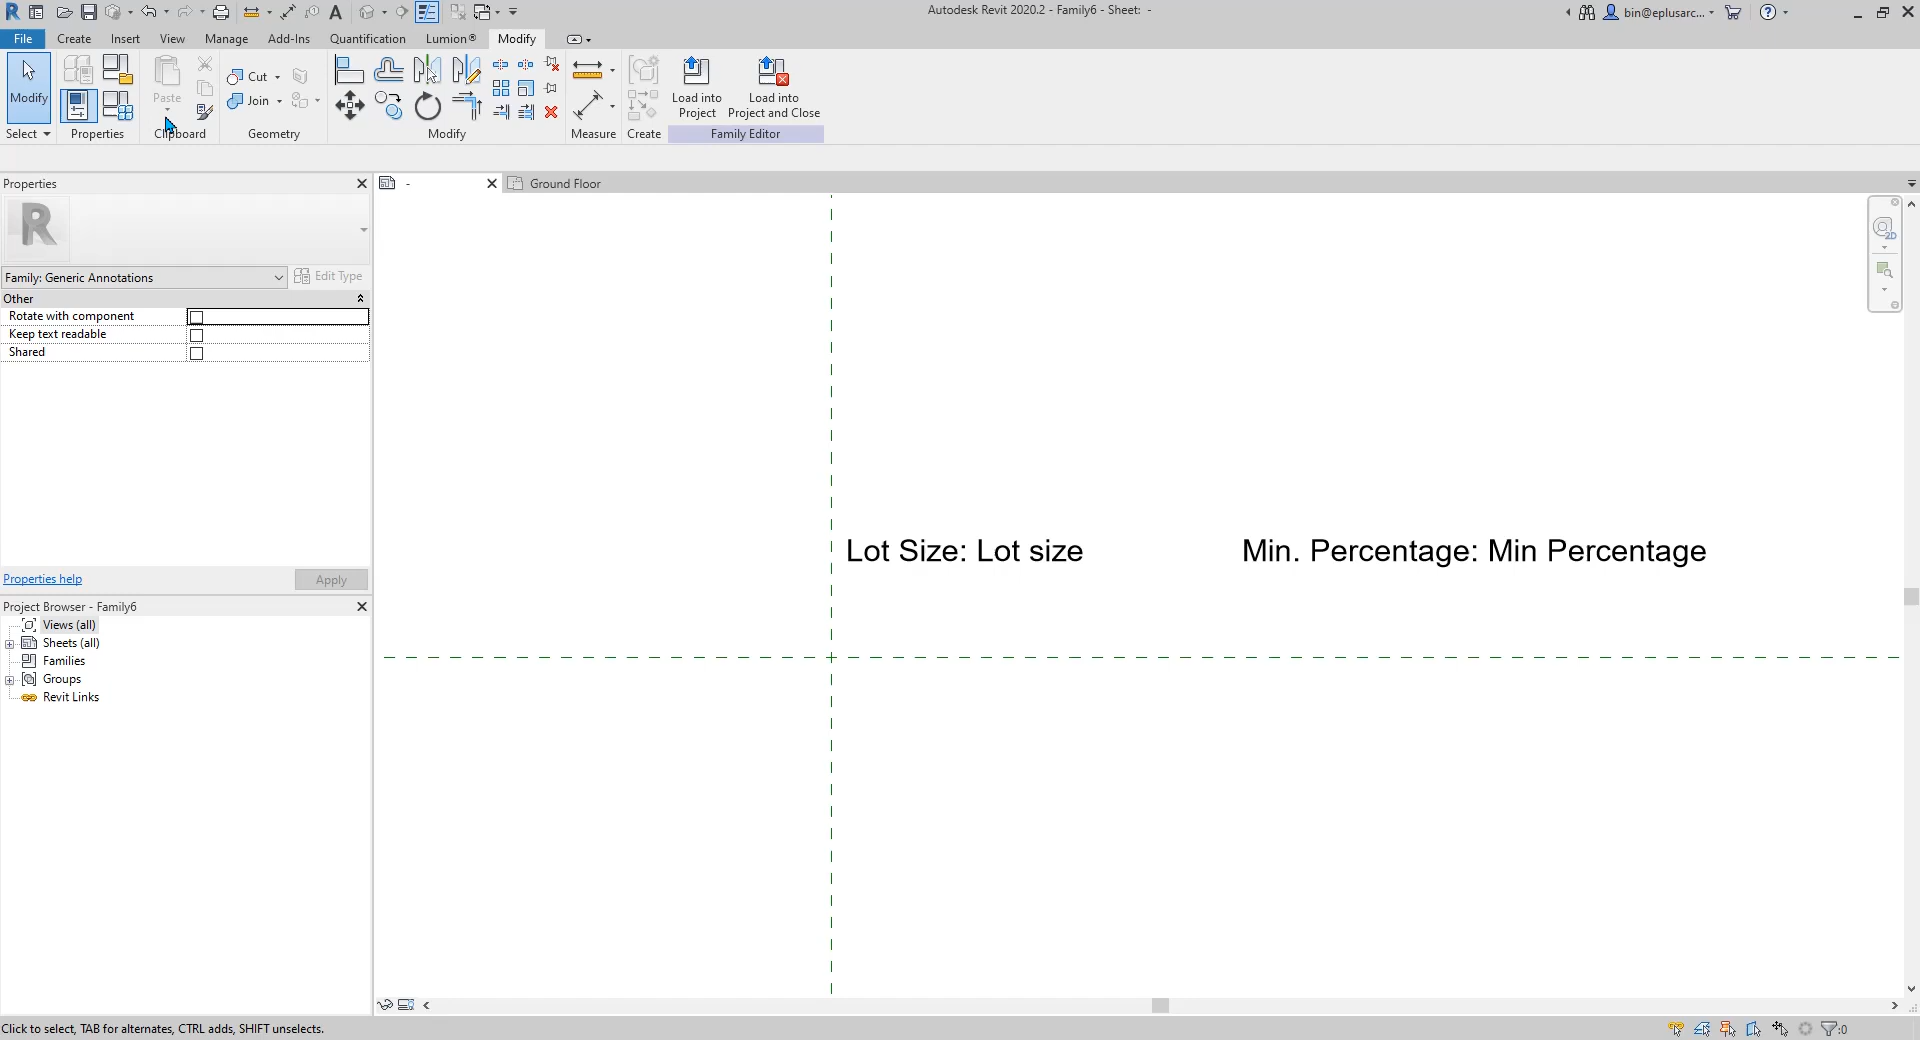 Autodesk Revit 2020.2 - Family6 - Sheet: -
bin@eplusarc...
File Create Insert View Manage Add-Ins Quantification Lumion® Modify
Modify
Paste
Cut
Join
Load into
Project
Load into
Project and Close
Select Properties Clipboard Geometry Modify Measure Create Family Editor
Properties
- Ground Floor
Family: Generic Annotations
Edit Type
Other
Rotate with component
Keep text readable
Shared
Properties help
Apply
Lot Size: Lot size
Min. Percentage: Min Percentage
Project Browser - Family6
Views (all)
Sheets (all)
Families
Groups
Revit Links
Click to select, TAB for alternates, CTRL adds, SHIFT unselects.
:0
2D